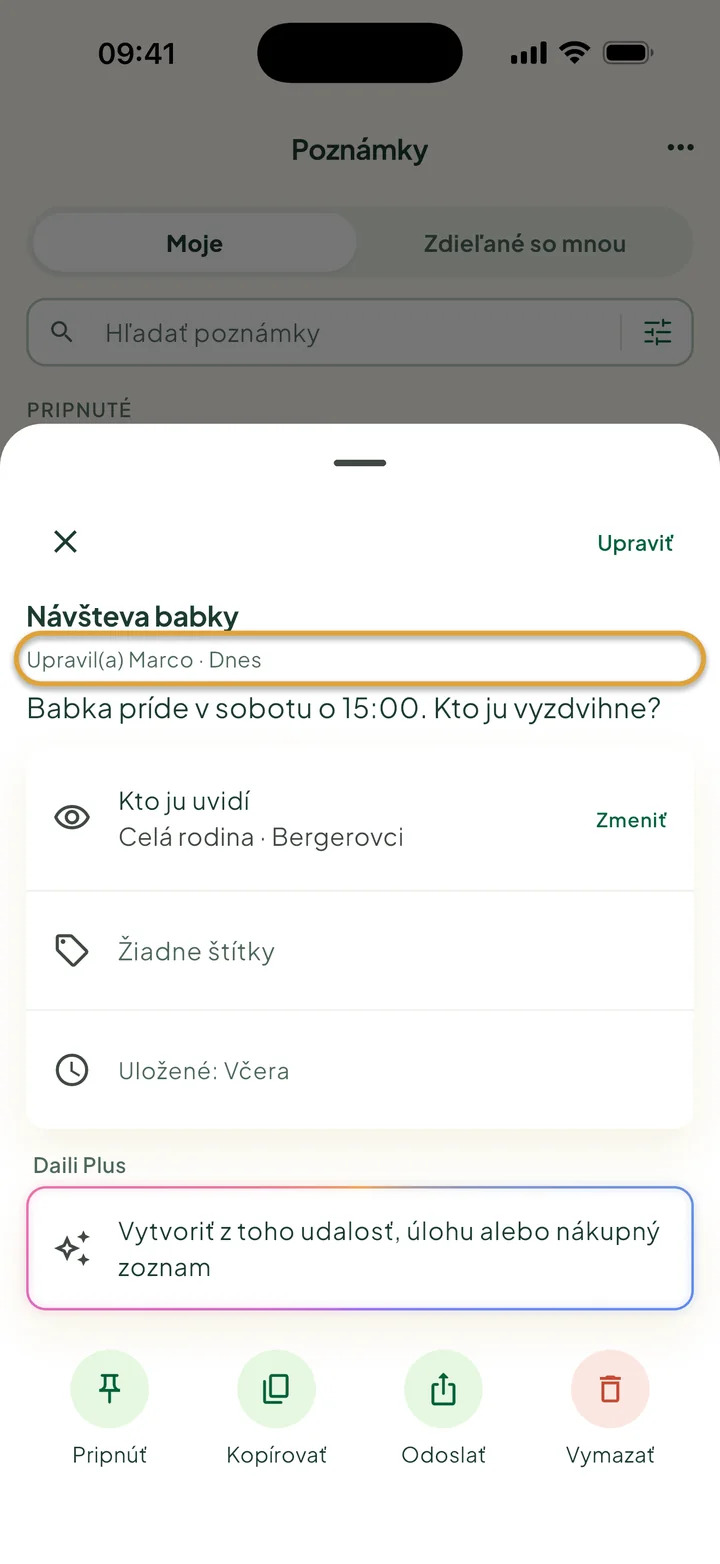 09:41
Poznámky
Moje
Zdieľané so mnou
Hľadať poznámky
PRIPNUTÉ
Upraviť
Návšteva babky
Upravil(a) Marco · Dnes
Babka príde v sobotu o 15:00. Kto ju vyzdvihne?
Kto ju uvidí
Celá rodina · Bergerovci
Zmeniť
Žiadne štítky
Uložené: Včera
Daili Plus
Vytvoriť z toho udalosť, úlohu alebo nákupný
zoznam
Pripnúť
Kopírovať
Odoslať
Vymazať